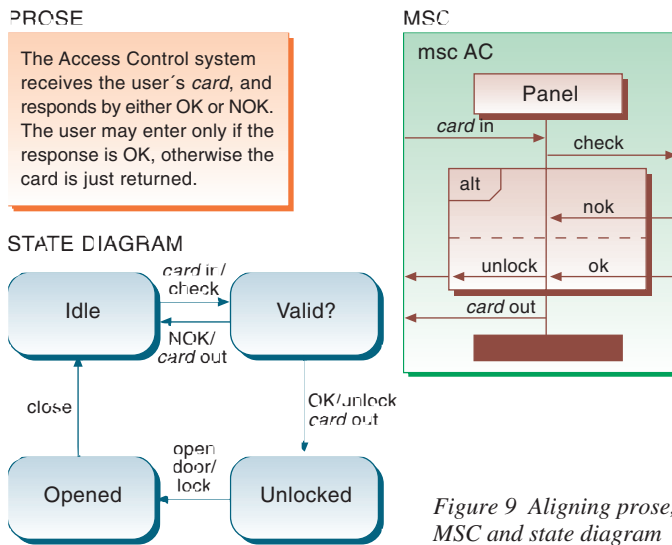 PROSE
The Access Control system
receives the user´s card, and
responds by either OK or NOK.
The user may enter only if the
response is OK, otherwise the
card is just returned.
STATE DIAGRAM
Idle
card in/
check
Valid?
NOK/
card out
close
OK/unlock
card out
open
door/
lock
Opened
Unlocked
MSC
msc AC
Panel
card in
check
alt
nok
unlock
ok
card out
Figure 9 Aligning prose,
MSC and state diagram